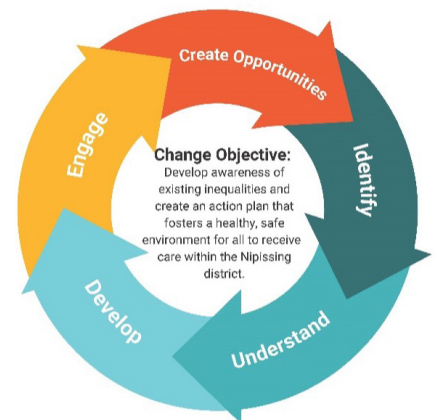 Create Opportunities
Identify
Understand
Develop
Engage
Change Objective:
Develop awareness of
existing inequalities and
create an action plan that
fosters a healthy, safe
environment for all to receive
care within the Nipissing
district.